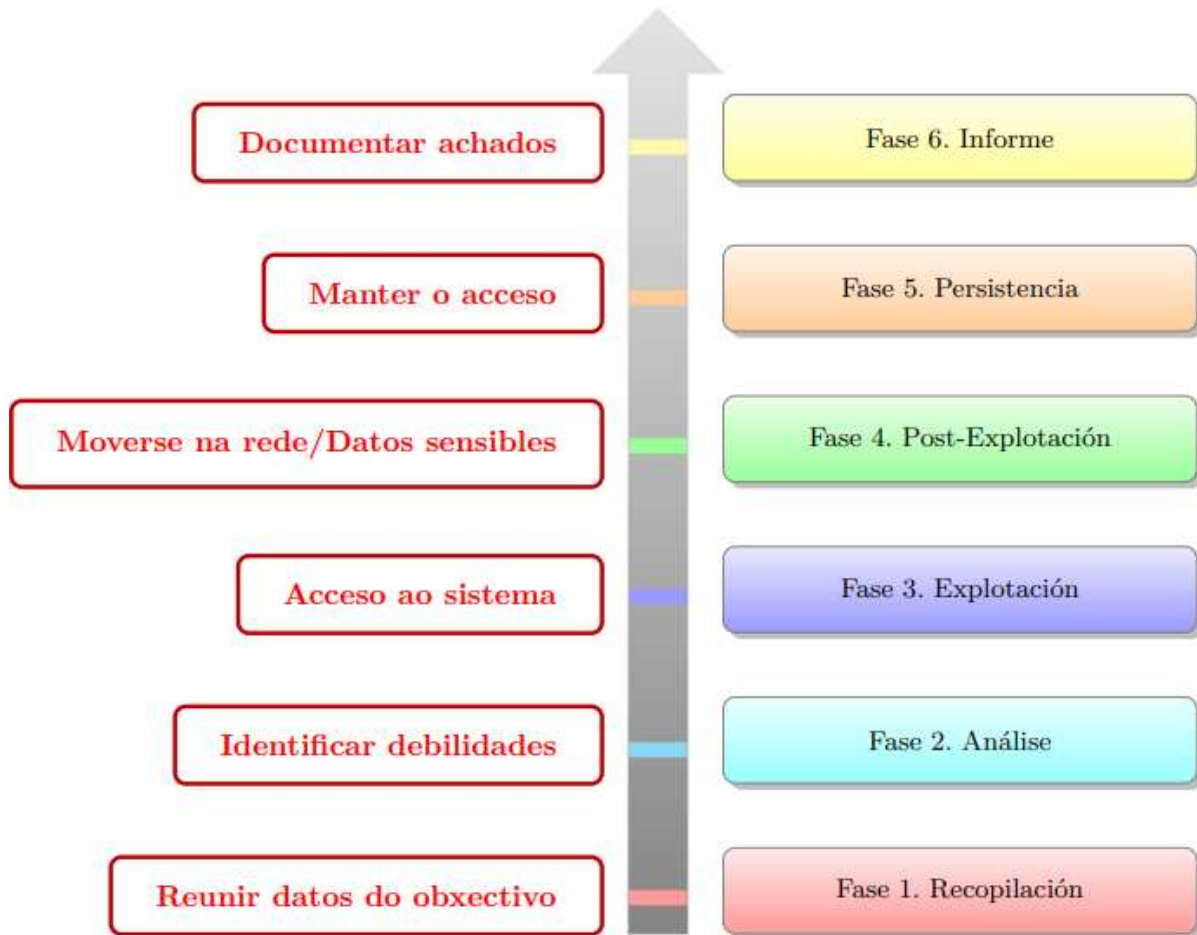 Documentar achados
Fase 6. Informe
Manter o acceso
Fase 5. Persistencia
Moverse na rede/Datos sensibles
Fase 4. Post-Explotación
Acceso ao sistema
Fase 3. Explotación
Identificar debilidades
Fase 2. Análise
Reunir datos do obxectivo
Fase 1. Recopilación